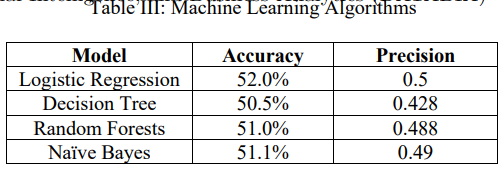 Table III: Machine Learning Algorithms
Model Accuracy Precision
Logistic Regression 52.0% 0.5
Decision Tree 50.5% 0.428
Random Forests 51.0% 0.488
Naïve Bayes 51.1% 0.49